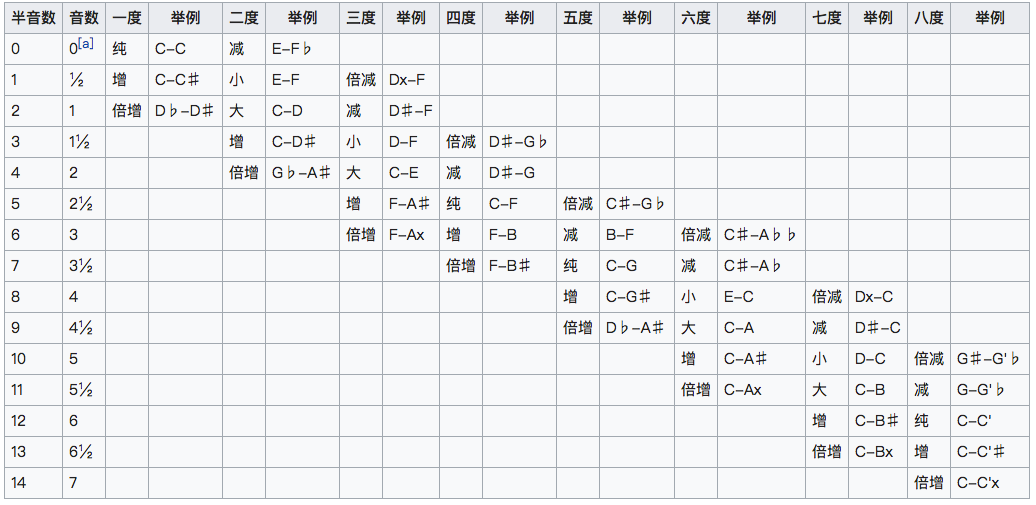 半音数 音数 一度 举例 二度 举例 三度 举例 四度 举例 五度 举例 六度 举例 七度 举例 八度 举例
0 0[a] 纯 C–C 减 E–F♭
1 ½ 增 C–C♯ 小 E–F 倍减 Dx–F
2 1 倍增 D♭–D♯ 大 C–D 减 D♯–F
3 1½ 增 C–D♯ 小 D–F 倍减 D♯–G♭
4 2 倍增 G♭–A♯ 大 C–E 减 D♯–G
5 2½ 增 F–A♯ 纯 C–F 倍减 C♯–G♭
6 3 倍增 F–Ax 增 F–B 减 B–F 倍减 C♯–A♭♭
7 3½ 倍增 F–B♯ 纯 C–G 减 C♯–A♭
8 4 增 C–G♯ 小 E–C 倍减 Dx–C
9 4½ 倍增 D♭–A♯ 大 C–A 减 D♯–C
10 5 增 C–A♯ 小 D–C 倍减 G♯–G'♭
11 5½ 倍增 C–Ax 大 C–B 减 G–G'♭
12 6 增 C–B♯ 纯 C–C'
13 6½ 倍增 C–Bx 增 C–C'♯
14 7 倍增 C–C'x